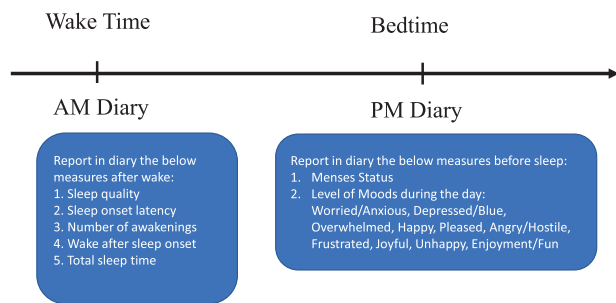 Wake Time
Bedtime
AM Diary
PM Diary
Report in diary the below
measures after wake:
1. Sleep quality
2. Sleep onset latency
3. Number of awakenings
4. Wake after sleep onset
5. Total sleep time
Report in diary the below measures before sleep:
1. Menses Status
2. Level of Moods during the day:
Worried/Anxious, Depressed/Blue,
Overwhelmed, Happy, Pleased, Angry/Hostile,
Frustrated, Joyful, Unhappy, Enjoyment/Fun